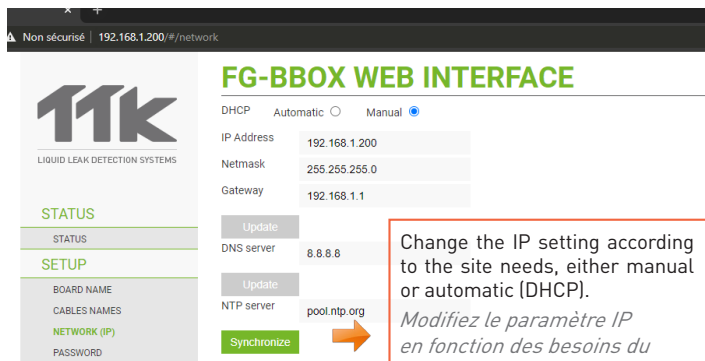 × +
Non sécurisé | 192.168.1.200/#/network
TTK
LIQUID LEAK DETECTION SYSTEMS
STATUS
STATUS
SETUP
BOARD NAME
CABLES NAMES
NETWORK (IP)
PASSWORD
FG-BBOX WEB INTERFACE
DHCP Automatic Manual
IP Address 192.168.1.200
Netmask 255.255.255.0
Gateway 192.168.1.1
Update
DNS server 8.8.8.8
Update
NTP server pool.ntp.org
Synchronize
Change the IP setting according
to the site needs, either manual
or automatic (DHCP).
Modifiez le paramètre IP
en fonction des besoins du